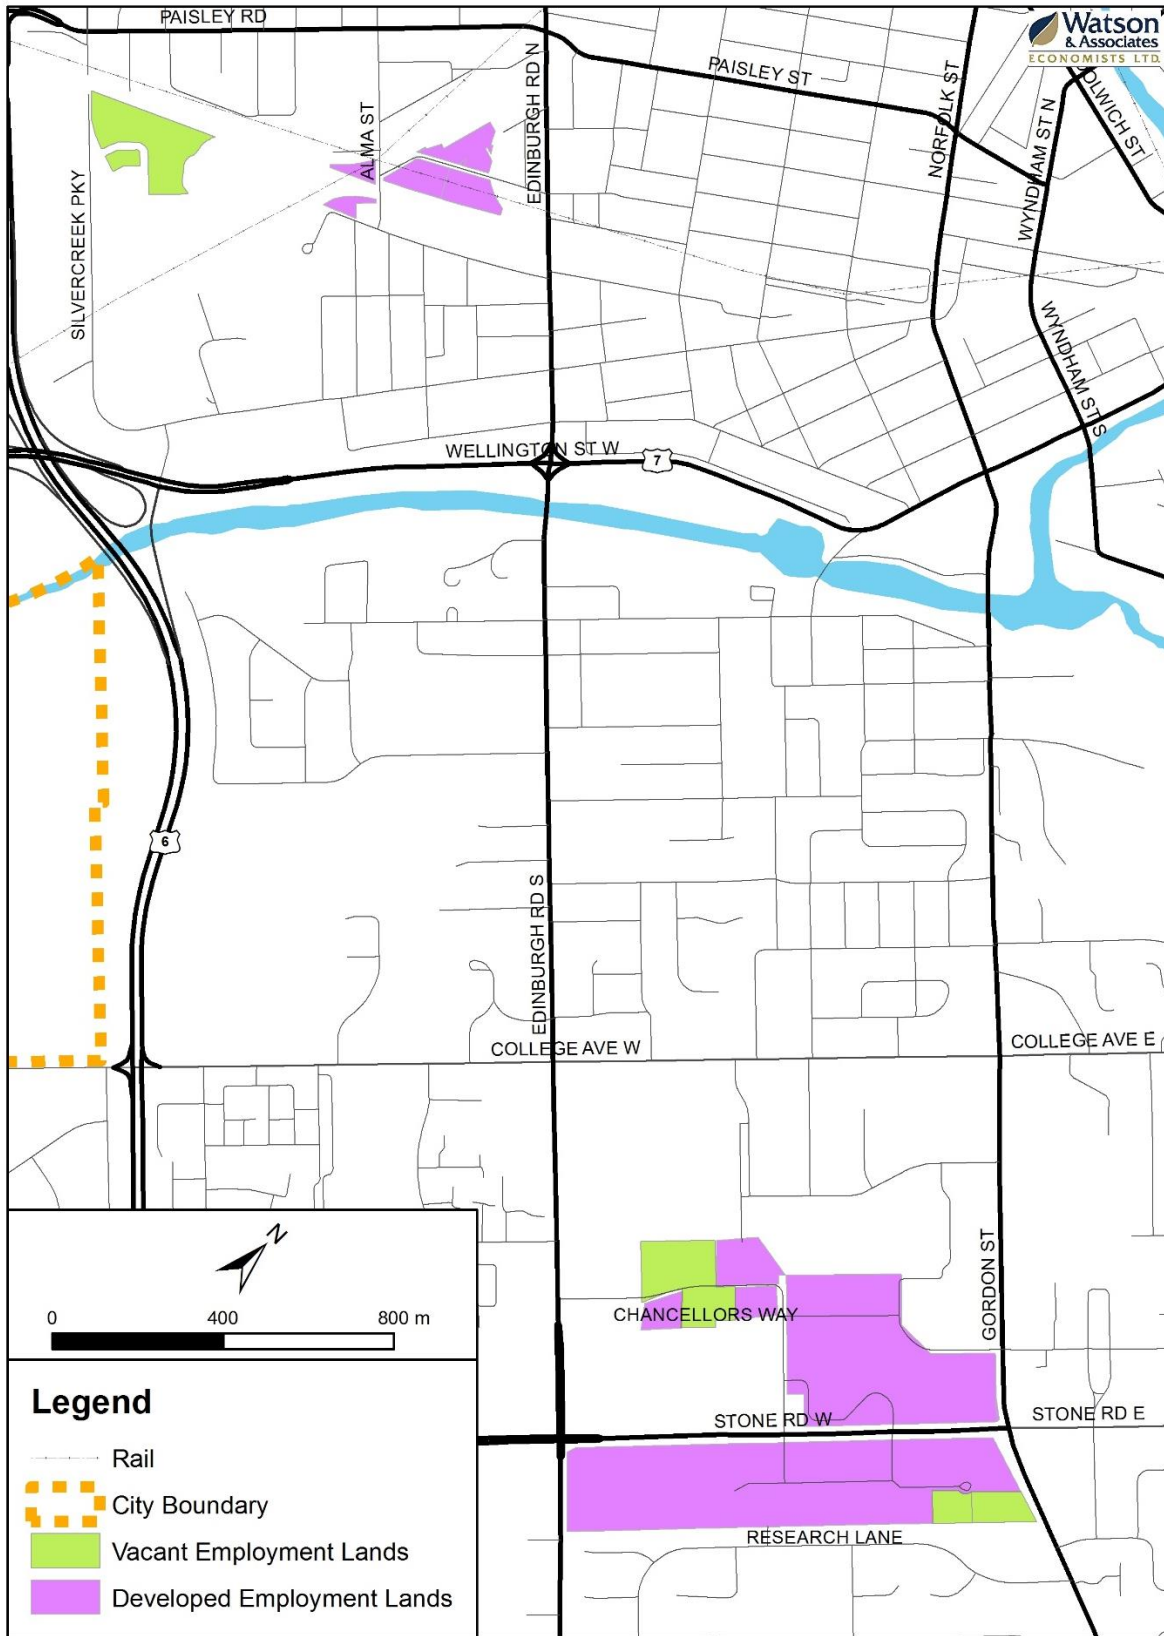 PAISLEY RD
Watson
& Associates
ECONOMISTS LTD.
PAISLEY ST
EDINBURGH RD N
NORFOLK ST
WYNDHAM ST N
OLWICH ST
ALMA ST
SILVERCREEK PKY
WYNDHAM ST S
WELLINGTON ST W
7
6
EDINBURGH RD S
COLLEGE AVE W
COLLEGE AVE E
GORDON ST
CHANCELLORS WAY
STONE RD W
STONE RD E
RESEARCH LANE
N
0 400 800 m
Legend
Rail
City Boundary
Vacant Employment Lands
Developed Employment Lands